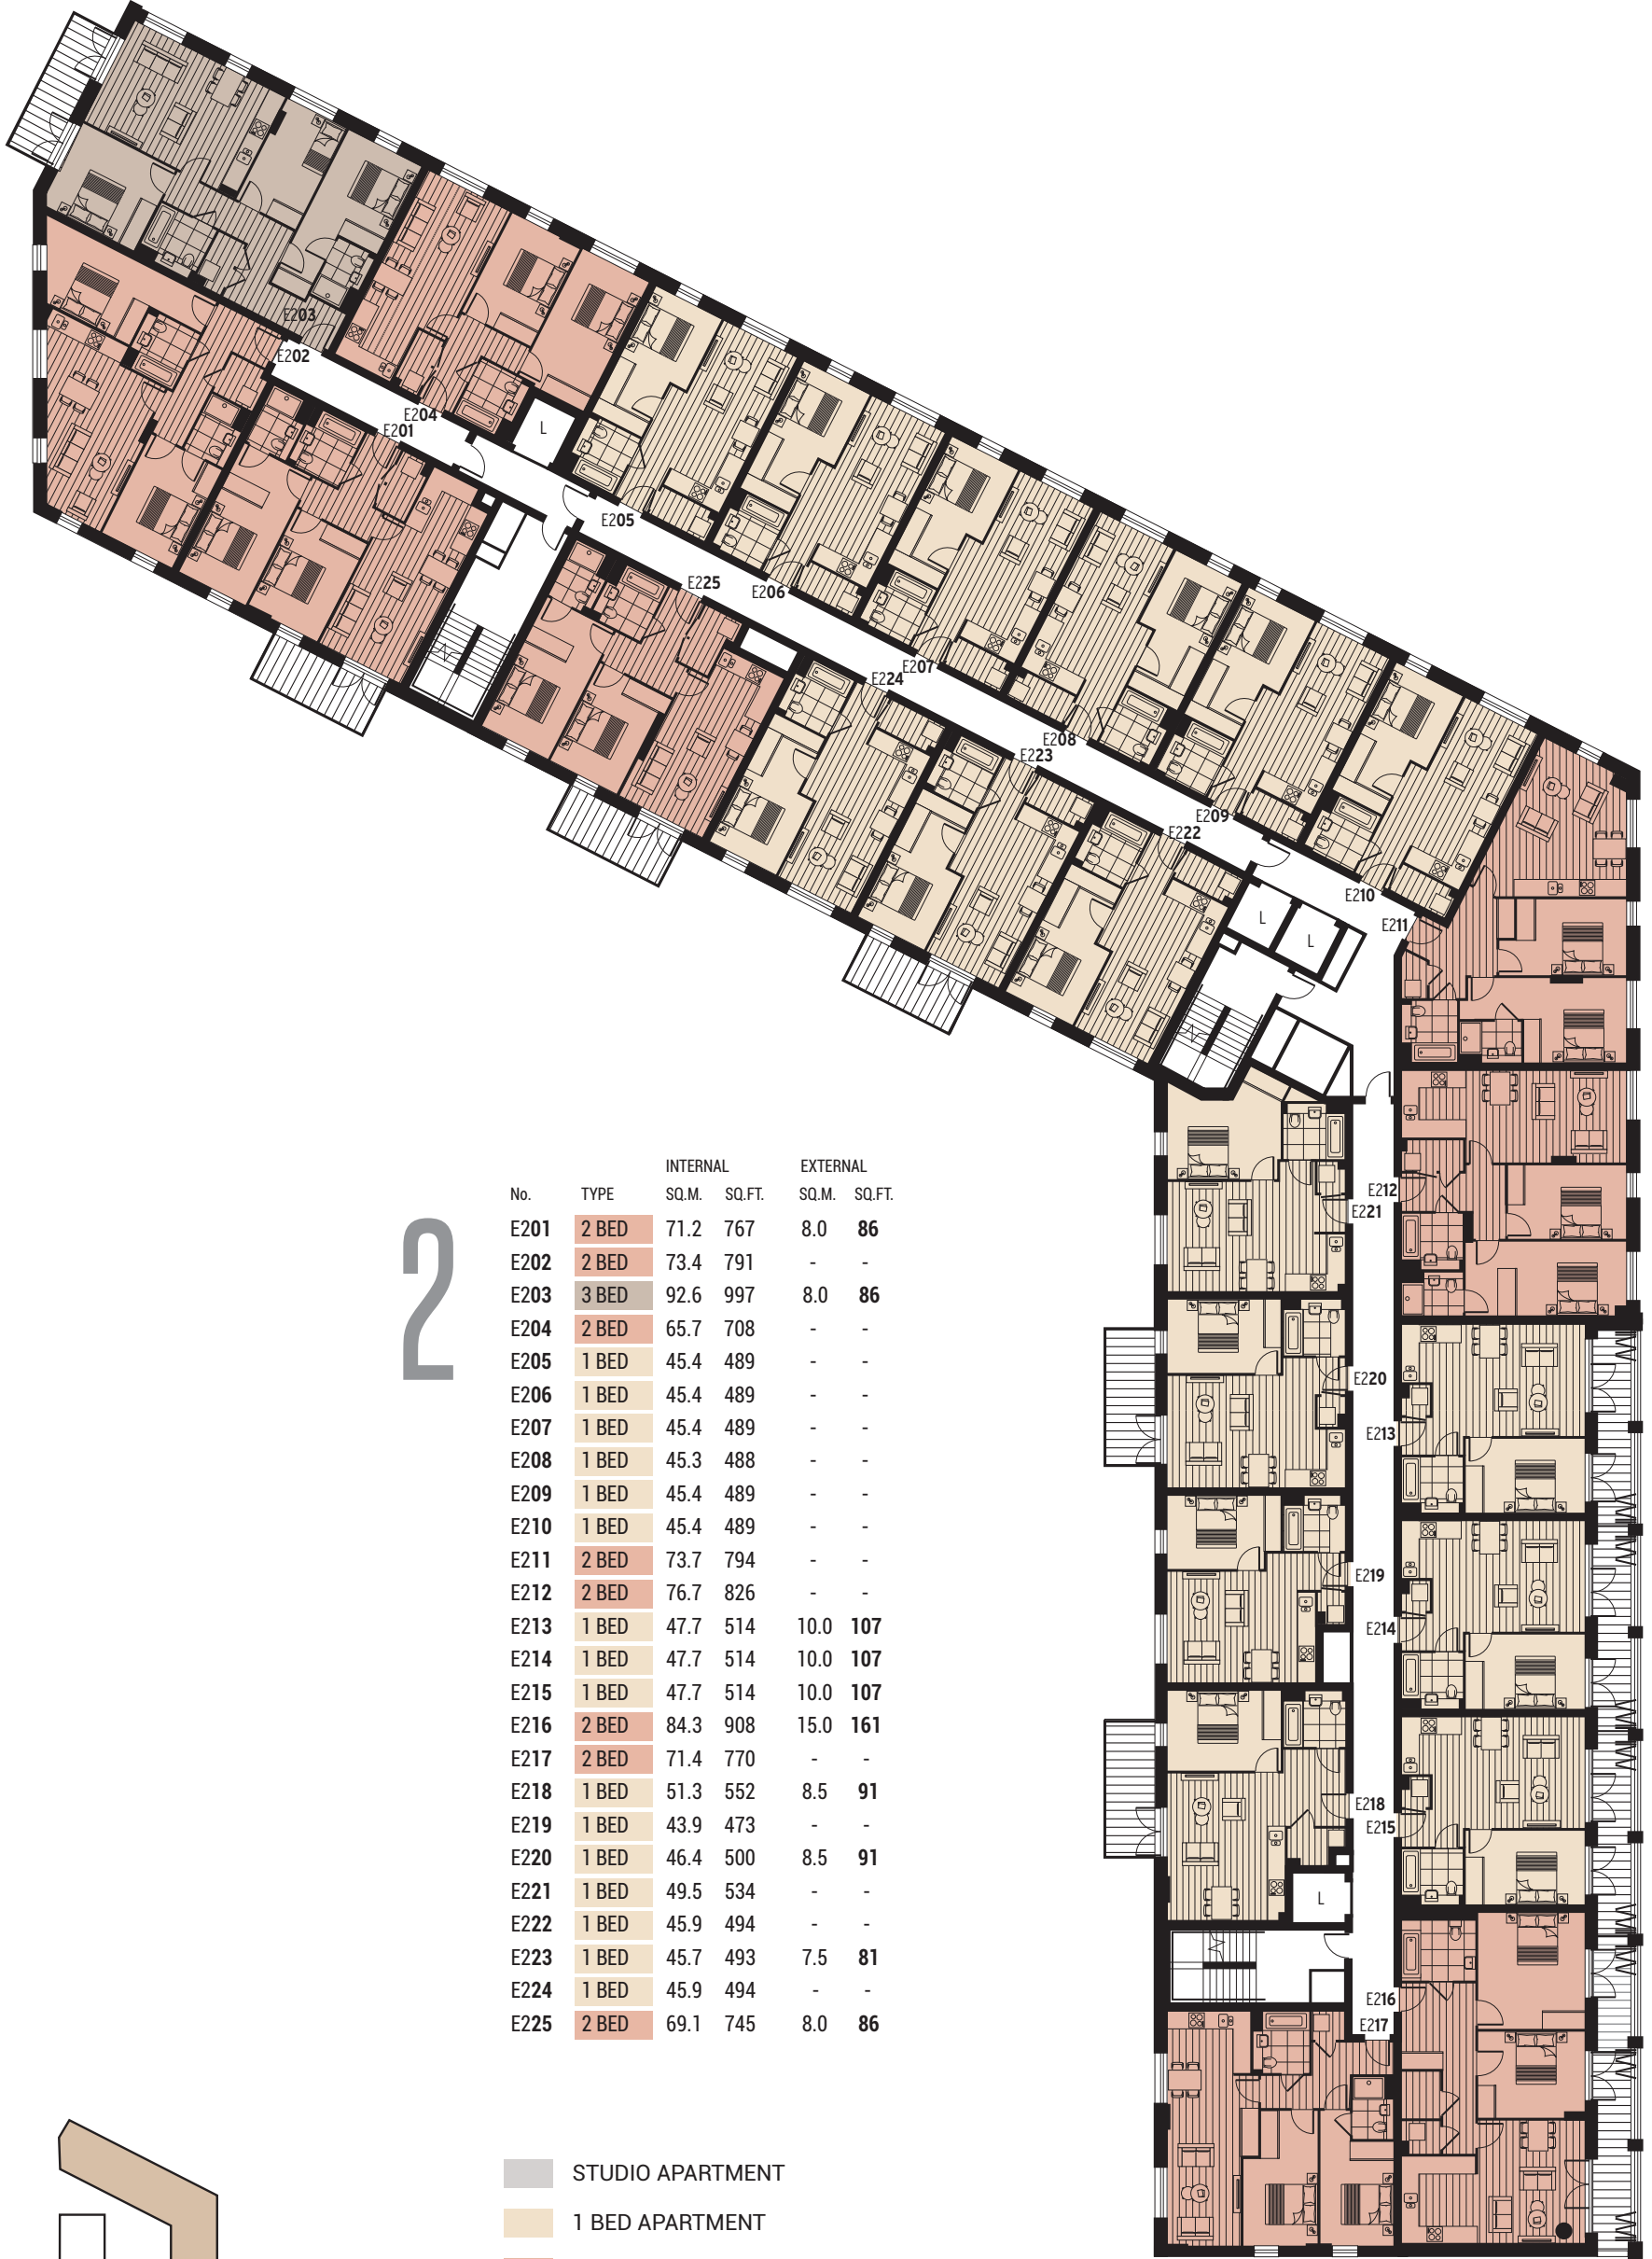 E203
E202
E204
E201
L
E205
E225
E206
E207
E224
E208
E223
E209
E222
E210
L
L
E211
E212
E221
E220
E213
E219
E214
E218
E215
L
E216
E217
2
INTERNAL EXTERNAL
No. TYPE SQ.M. SQ.FT. SQ.M. SQ.FT.
E201 2 BED 71.2 767 8.0 86
E202 2 BED 73.4 791 - -
E203 3 BED 92.6 997 8.0 86
E204 2 BED 65.7 708 - -
E205 1 BED 45.4 489 - -
E206 1 BED 45.4 489 - -
E207 1 BED 45.4 489 - -
E208 1 BED 45.3 488 - -
E209 1 BED 45.4 489 - -
E210 1 BED 45.4 489 - -
E211 2 BED 73.7 794 - -
E212 2 BED 76.7 826 - -
E213 1 BED 47.7 514 10.0 107
E214 1 BED 47.7 514 10.0 107
E215 1 BED 47.7 514 10.0 107
E216 2 BED 84.3 908 15.0 161
E217 2 BED 71.4 770 - -
E218 1 BED 51.3 552 8.5 91
E219 1 BED 43.9 473 - -
E220 1 BED 46.4 500 8.5 91
E221 1 BED 49.5 534 - -
E222 1 BED 45.9 494 - -
E223 1 BED 45.7 493 7.5 81
E224 1 BED 45.9 494 - -
E225 2 BED 69.1 745 8.0 86
STUDIO APARTMENT
1 BED APARTMENT